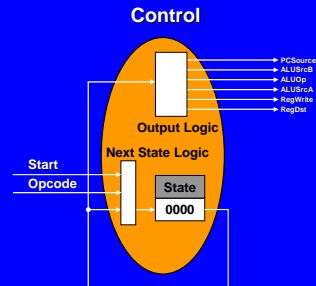 Control
PCSource
ALUSrcB
ALUOp
ALUSrcA
RegWrite
RegDst
Output Logic
Next State Logic
Start
Opcode
State
0000